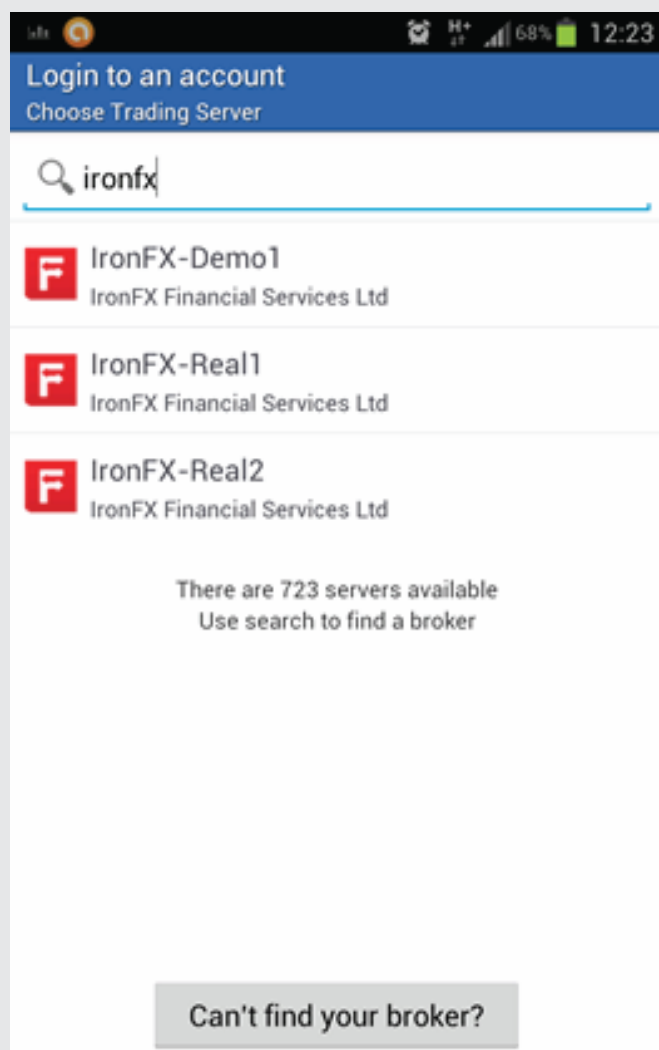 H+ 68% 12:23
Login to an account
Choose Trading Server
ironfx
IronFX-Demo1
IronFX Financial Services Ltd
IronFX-Real1
IronFX Financial Services Ltd
IronFX-Real2
IronFX Financial Services Ltd
There are 723 servers available
Use search to find a broker
Can't find your broker?